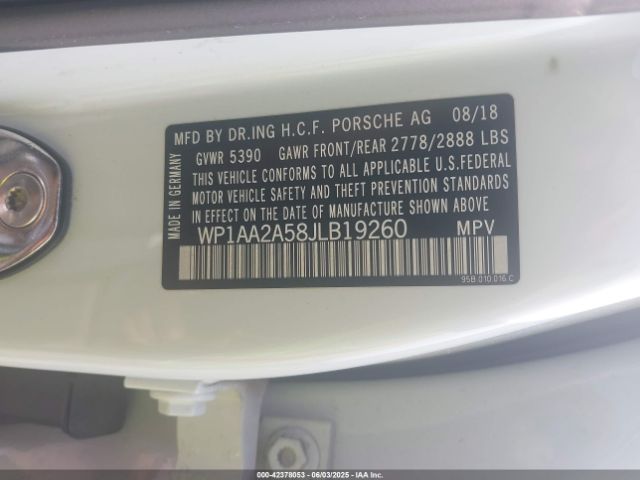 MFD BY DR.ING H.C.F. PORSCHE AG 08/18
GVWR 5390 GAWR FRONT/REAR 2778/2888 LBS
THIS VEHICLE CONFORMS TO ALL APPLICABLE U.S.FEDERAL
MOTOR VEHICLE SAFETY AND THEFT PREVENTION STANDARDS
IN EFFECT ON THE DATE OF MANUFACTURE SHOWN ABOVE
WP1AA2A58JLB19260 MPV
95B 010 016 C
MADE IN GERMANY
000-42378053 - 06/03/2025 - IAAI.COM